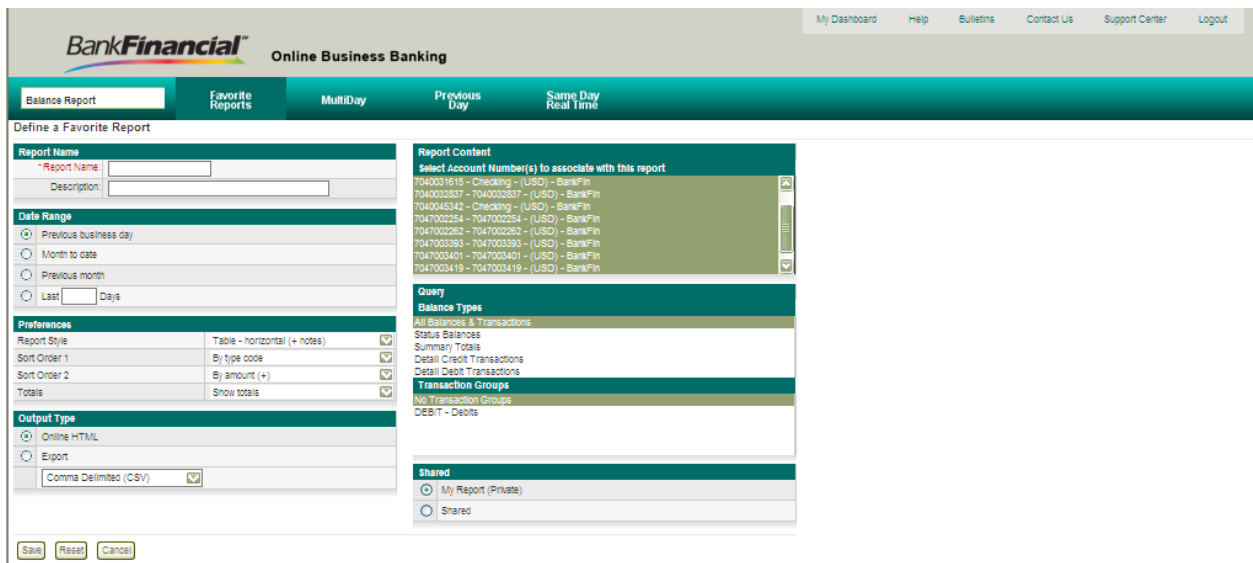 My Dashboard Help Bulletins Contact Us Support Center Logout
BankFinancial™ Online Business Banking
Balance Report
Favorite Reports
MultiDay
Previous Day
Same Day Real Time
Define a Favorite Report
Report Name
*Report Name:
Description:
Date Range
Previous business day
Month to date
Previous month
Last Days
Preferences
Report Style Table - horizontal (+ notes)
Sort Order 1 By type code
Sort Order 2 By amount (+)
Totals Show totals
Output Type
Online HTML
Export
Comma Delimited (CSV)
Report Content
Select Account Number(s) to associate with this report
7040031615 - Checking - (USD) - BankFin
7040032837 - 7040032837 - (USD) - BankFin
7040045342 - Checking - (USD) - BankFin
7047002254 - 7047002254 - (USD) - BankFin
7047002262 - 7047002262 - (USD) - BankFin
7047003393 - 7047003393 - (USD) - BankFin
7047003401 - 7047003401 - (USD) - BankFin
7047003419 - 7047003419 - (USD) - BankFin
Query
Balance Types
All Balances & Transactions
Status Balances
Summary Totals
Detail Credit Transactions
Detail Debit Transactions
Transaction Groups
No Transaction Groups
DEBIT - Debits
Shared
My Report (Private)
Shared
Save Reset Cancel